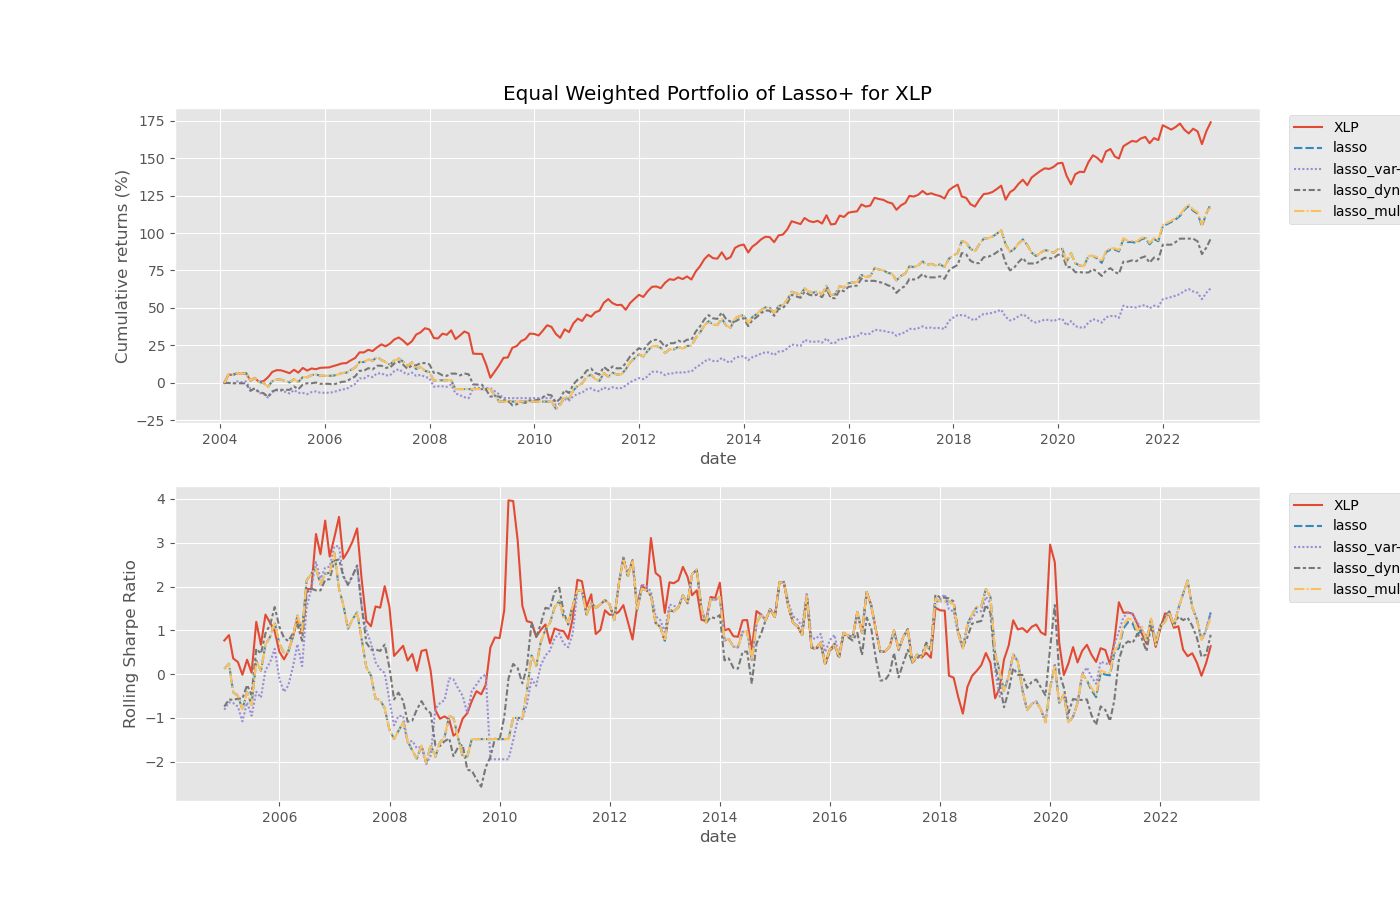 Equal Weighted Portfolio of Lasso+ for XLP
Cumulative returns (%)
175
150
125
100
75
50
25
0
−25
2004 2006 2008 2010 2012 2014 2016 2018 2020 2022
date
XLP
lasso
lasso_var-
lasso_dyn
lasso_mul
Rolling Sharpe Ratio
4
3
2
1
0
−1
−2
2006 2008 2010 2012 2014 2016 2018 2020 2022
date
XLP
lasso
lasso_var-
lasso_dyn
lasso_mul